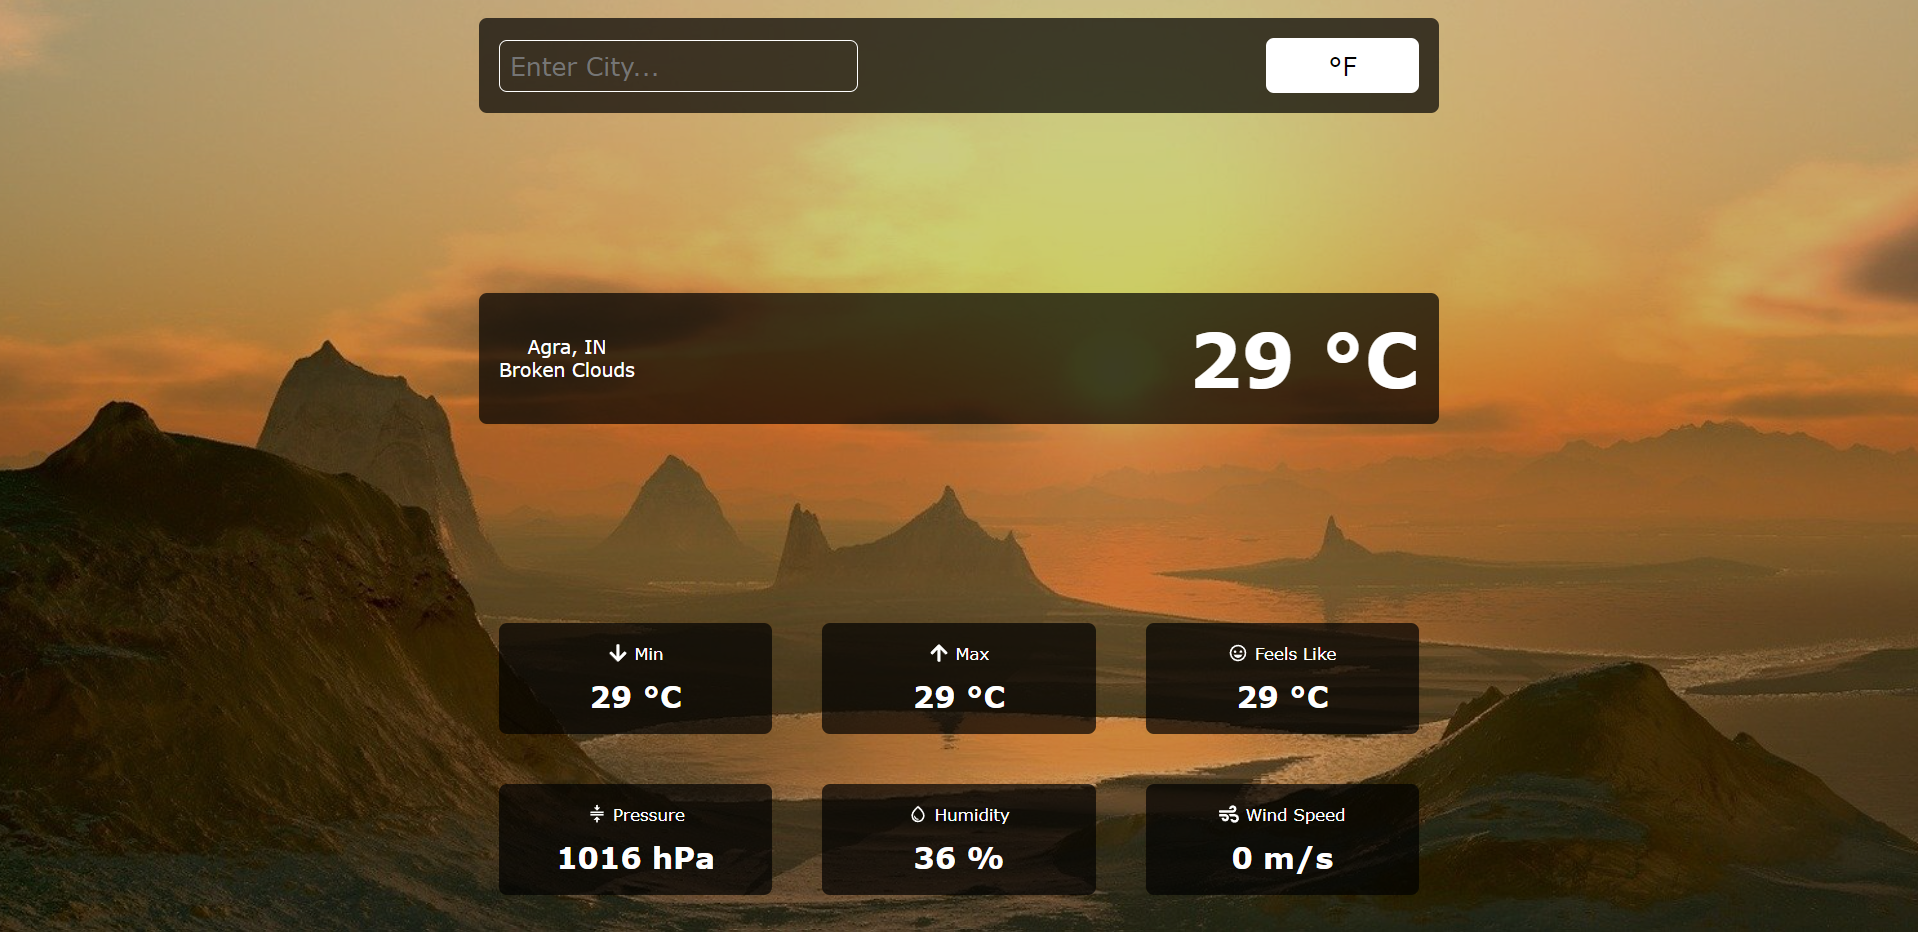 Enter City...
°F
Agra, IN
Broken Clouds
29 °C
Min
29 °C
Max
29 °C
Feels Like
29 °C
Pressure
1016 hPa
Humidity
36 %
Wind Speed
0 m/s